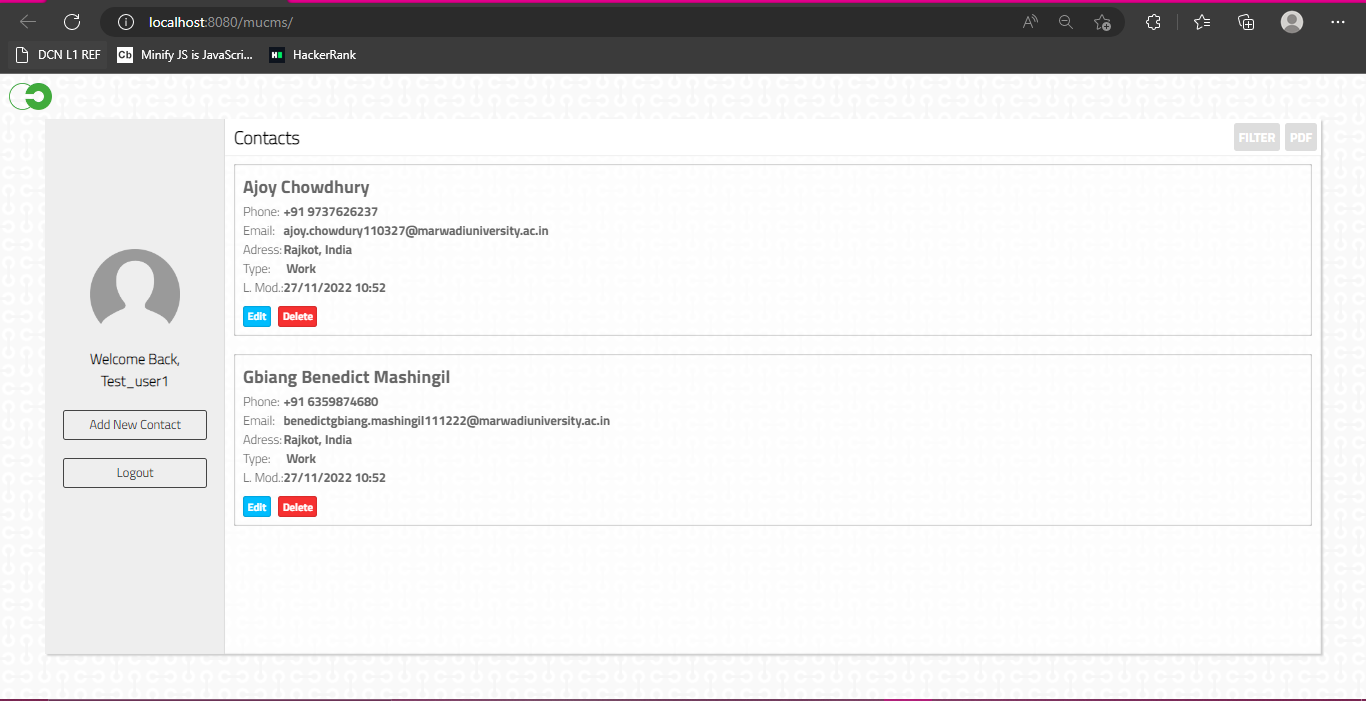 localhost:8080/mucms/
DCN L1 REF
Cb Minify JS is JavaScri...
H HackerRank
Contacts
FILTER PDF
Welcome Back,
Test_user1
Add New Contact
Logout
Ajoy Chowdhury
Phone: +91 9737626237
Email: ajoy.chowdury110327@marwadiuniversity.ac.in
Adress: Rajkot, India
Type: Work
L. Mod.:27/11/2022 10:52
Edit Delete
Gbiang Benedict Mashingil
Phone: +91 6359874680
Email: benedictgbiang.mashingil111222@marwadiuniversity.ac.in
Adress: Rajkot, India
Type: Work
L. Mod.:27/11/2022 10:52
Edit Delete